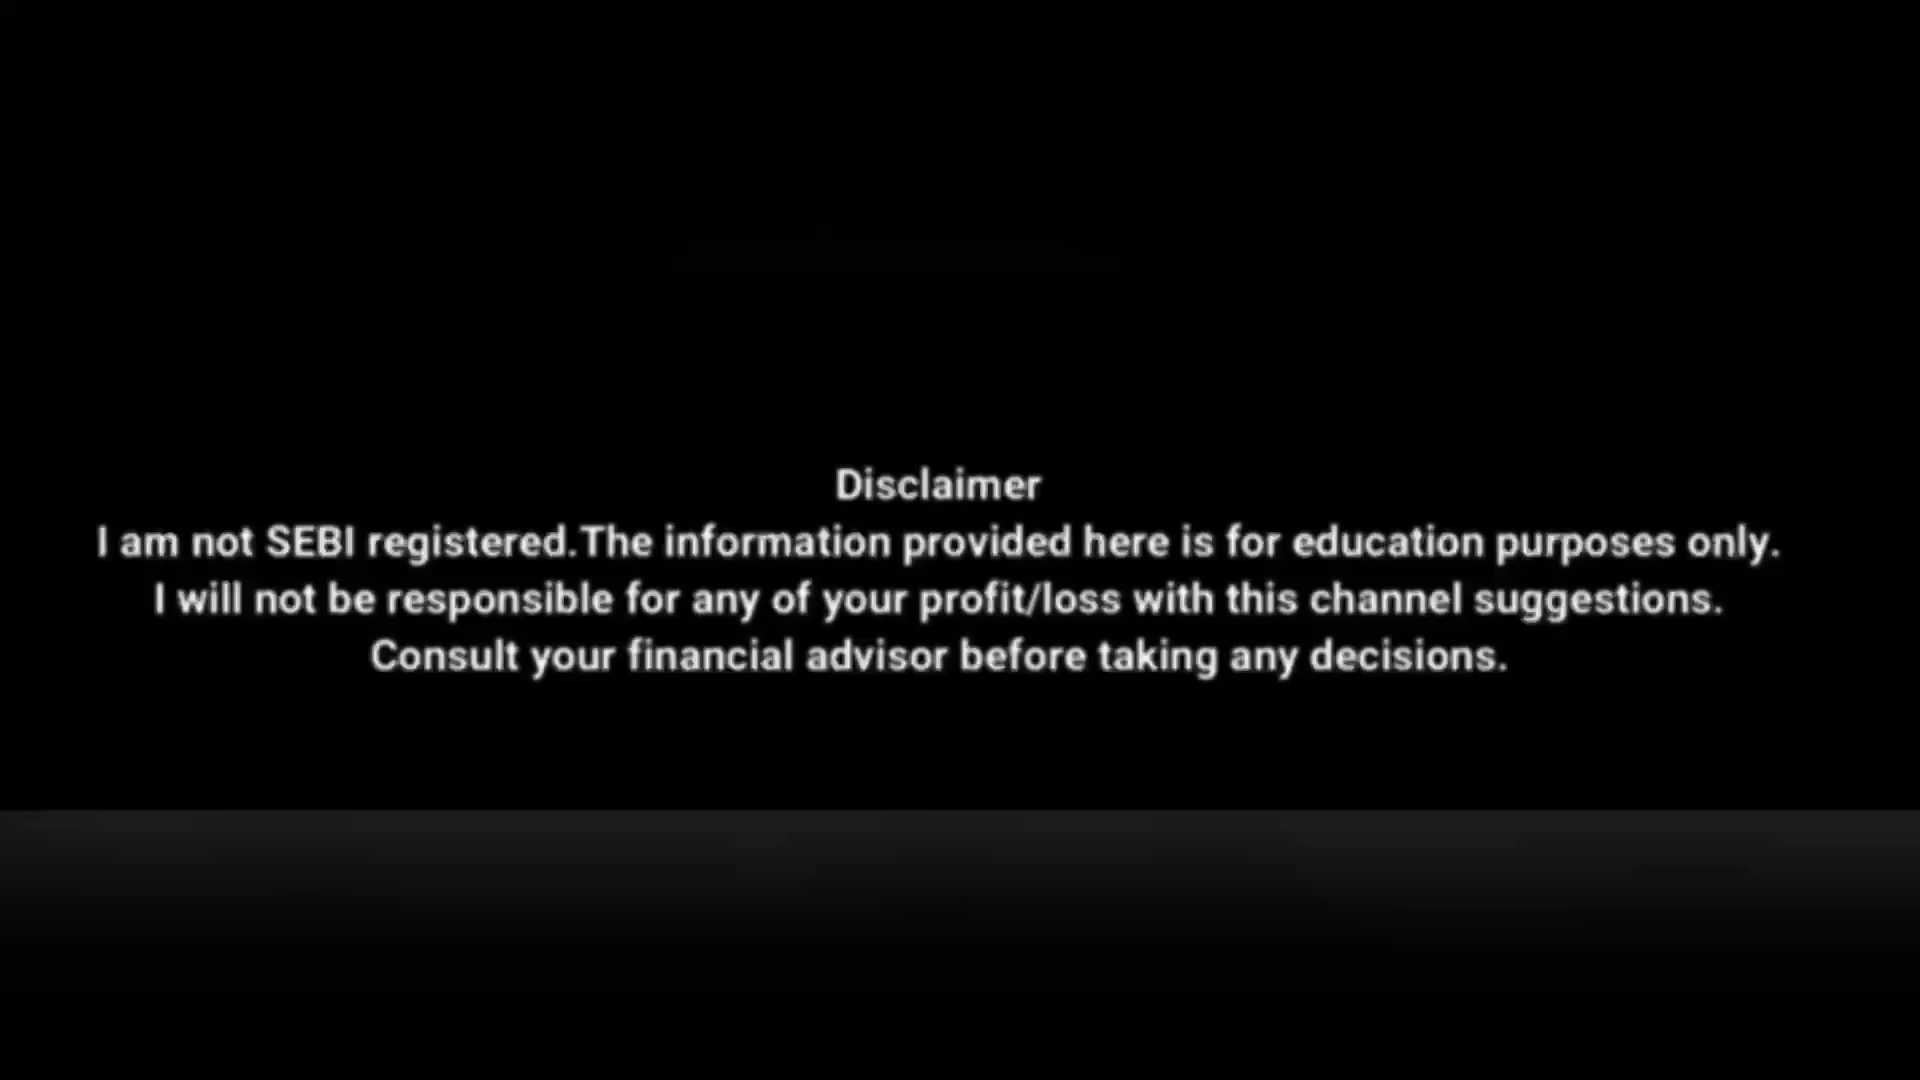 Disclaimer
I am not SEBI registered.The information provided here is for education purposes only.
I will not be responsible for any of your profit/loss with this channel suggestions.
Consult your financial advisor before taking any decisions.